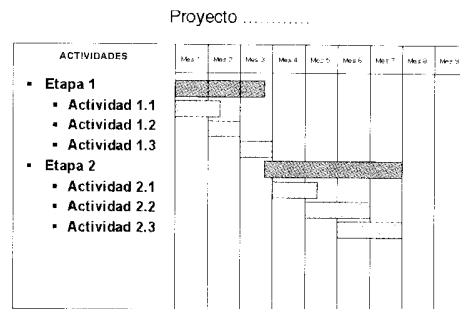 Proyecto ............
ACTIVIDADES Mes 1 Mes 2 Mes 3 Mes 4 Mes 5 Mes 6 Mes 7 Mes 8 Mes 9
▪ Etapa 1
▪ Actividad 1.1
▪ Actividad 1.2
▪ Actividad 1.3
▪ Etapa 2
▪ Actividad 2.1
▪ Actividad 2.2
▪ Actividad 2.3